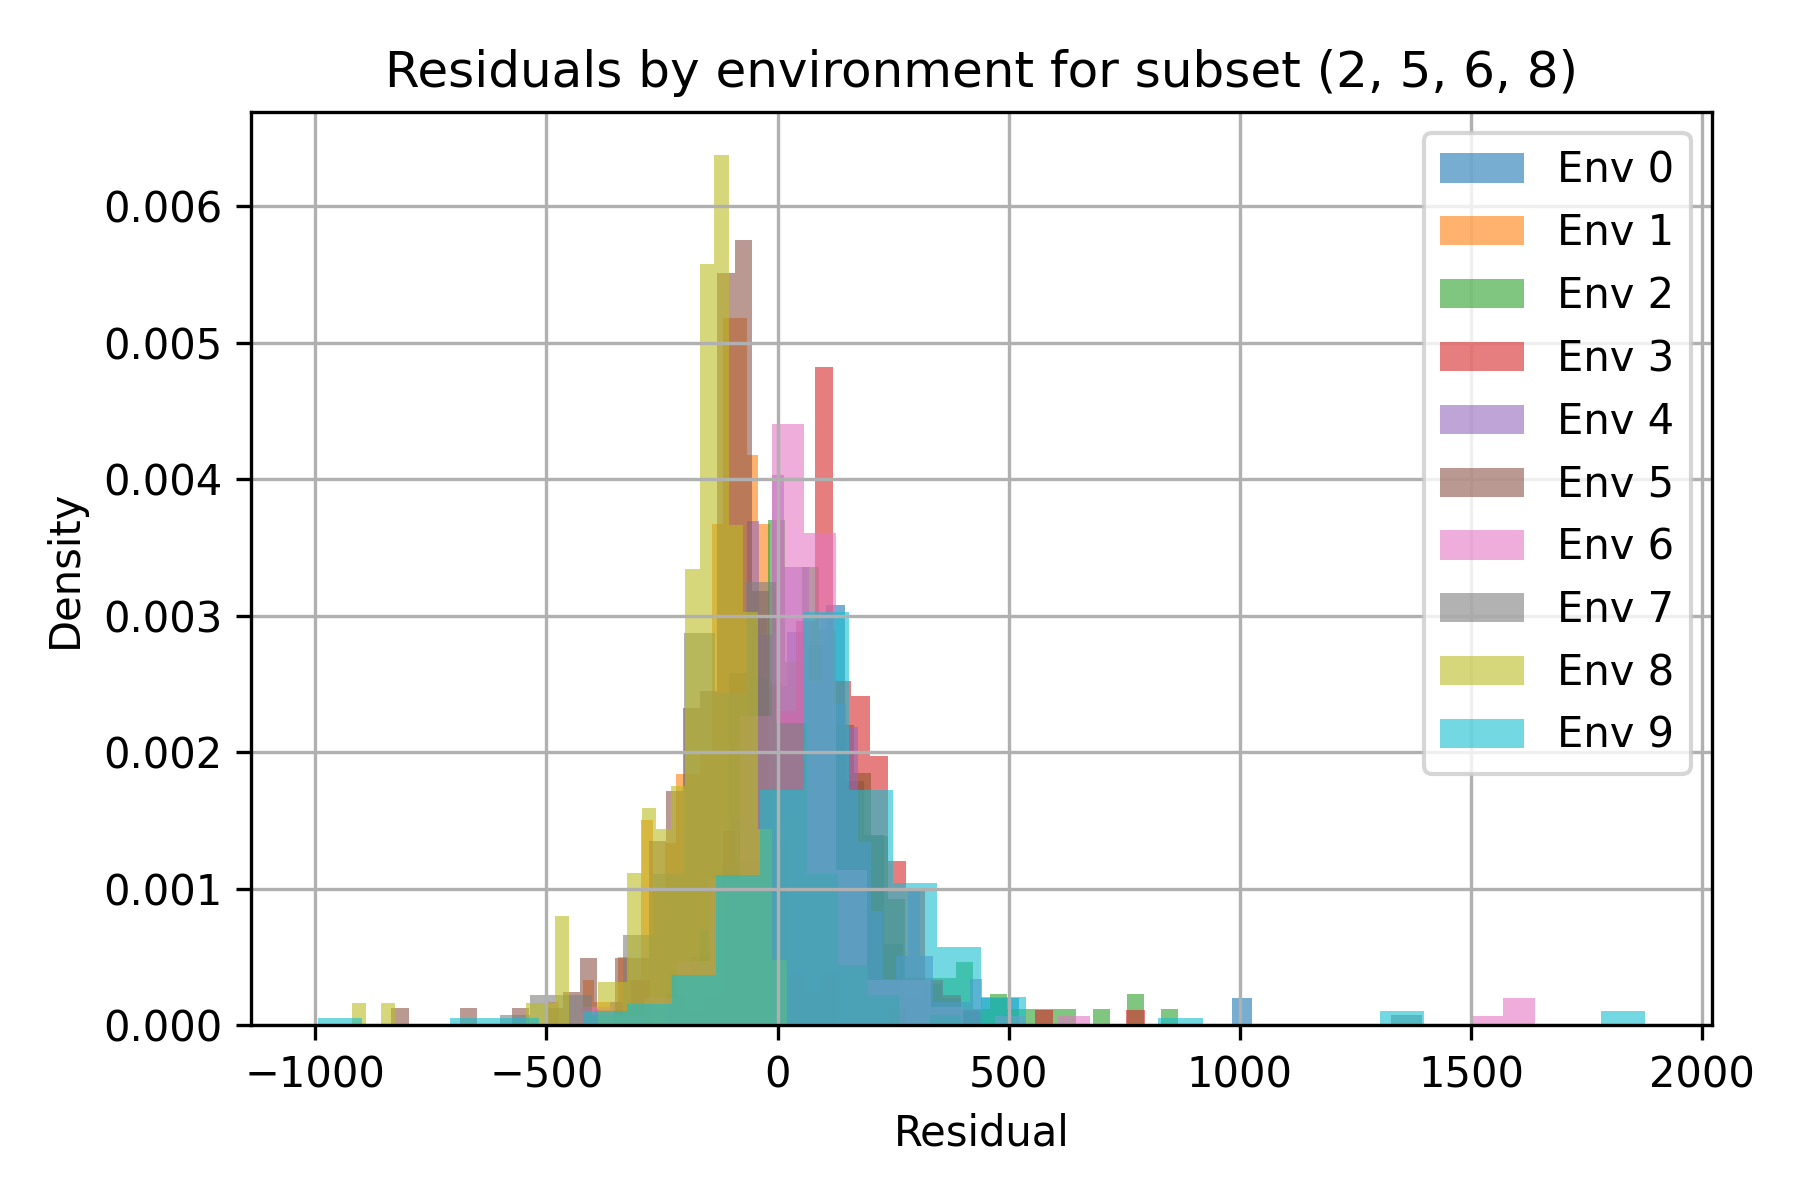 Residuals by environment for subset (2, 5, 6, 8)
Density
0.006
0.005
0.004
0.003
0.002
0.001
0.000
−1000
−500
0
500
1000
1500
2000
Residual
Env 0
Env 1
Env 2
Env 3
Env 4
Env 5
Env 6
Env 7
Env 8
Env 9